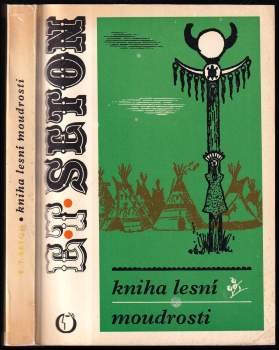 E.T. SETON • kniha lesní moudrosti
E.T. SETON
kniha lesní
moudrosti